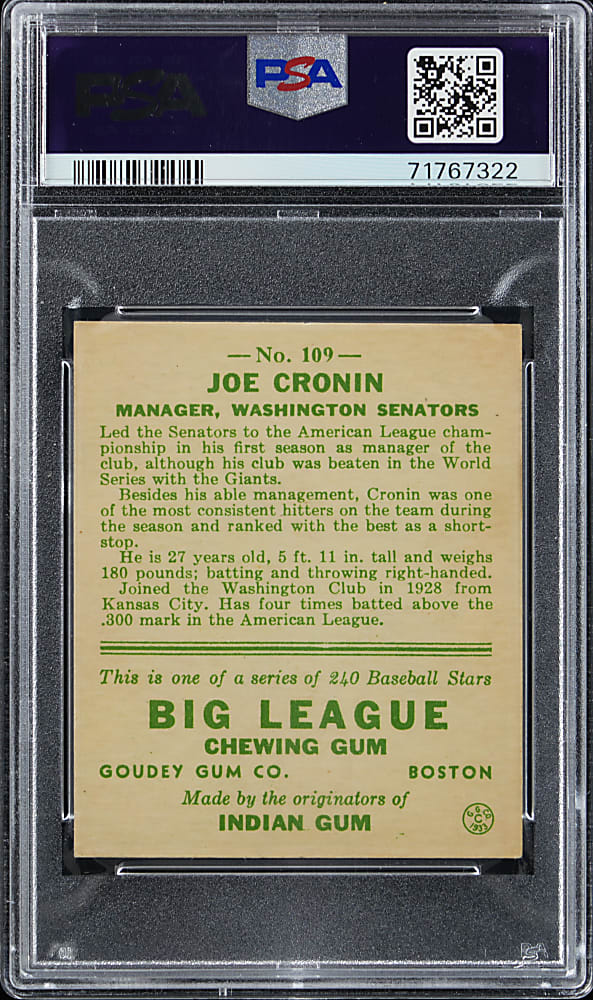 PSA
PSA
71767322
— No. 109 —
JOE CRONIN
MANAGER, WASHINGTON SENATORS
Led the Senators to the American League cham-
pionship in his first season as manager of the
club, although his club was beaten in the World
Series with the Giants.
Besides his able management, Cronin was one
of the most consistent hitters on the team during
the season and ranked with the best as a short-
stop.
He is 27 years old, 5 ft. 11 in. tall and weighs
180 pounds; batting and throwing right-handed.
Joined the Washington Club in 1928 from
Kansas City. Has four times batted above the
.300 mark in the American League.
This is one of a series of 240 Baseball Stars
BIG LEAGUE
CHEWING GUM
GOUDEY GUM CO. BOSTON
Made by the originators of
INDIAN GUM
G. G. CO.
C
1933
PSA